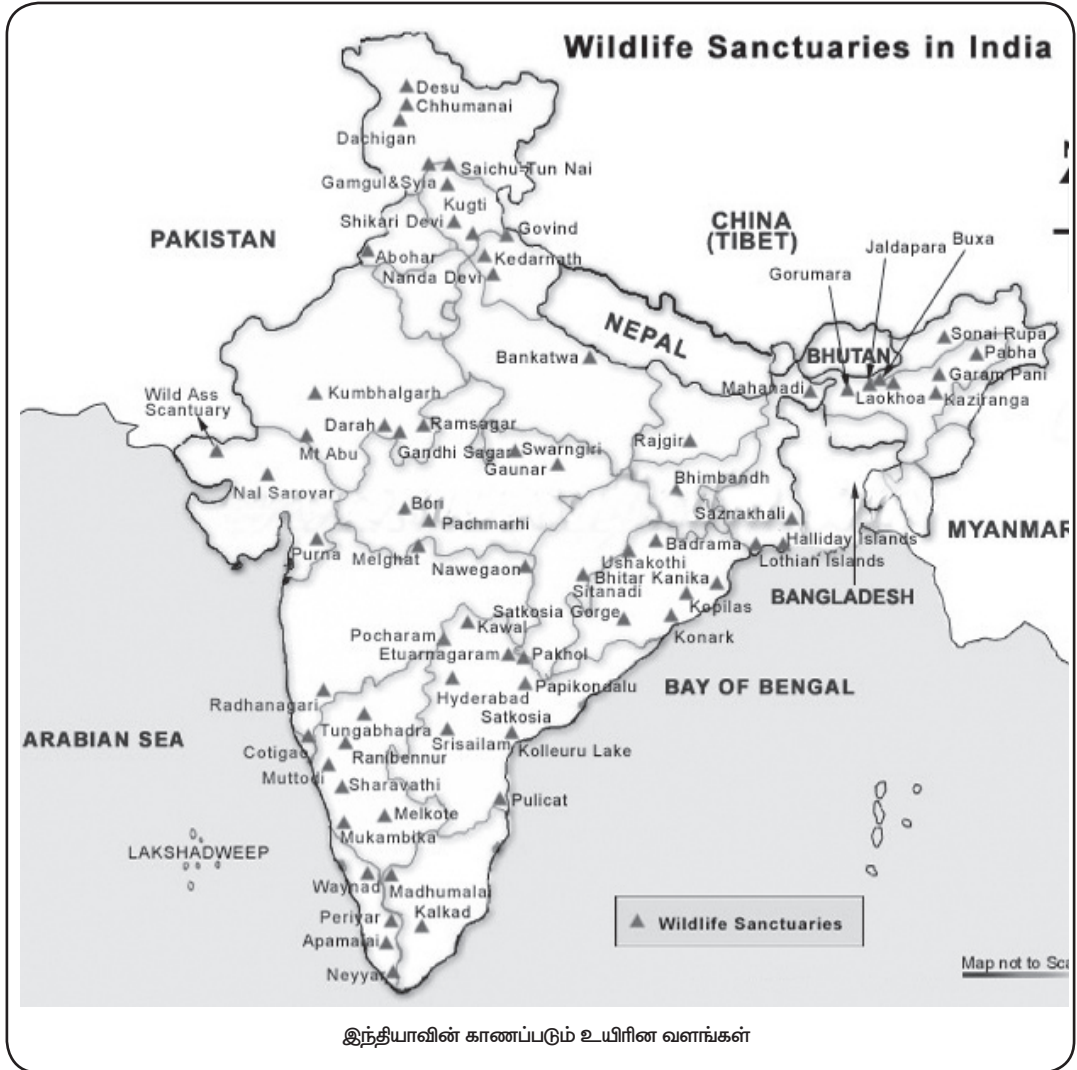 Wildlife Sanctuaries in India
Desu
Chhumanai
Dachigan
Saichu-Tun Nai
Gamgul&Syia
Kugti
Shikari Devi
Govind
CHINA
(TIBET)
PAKISTAN
Jaldapara
Buxa
Abohar
Kedarnath
Gorumara
Nanda Devi
NEPAL
Sonai Rupa
BHUTAN
Pabha
Bankatwa
Garam Pani
Mahanadi
Laokhoa
Kaziranga
Wild Ass
Scantuary
Kumbhalgarh
Darah
Ramsagar
Mt Abu
Gandhi Sagar
Swarngiri
Rajgir
Gaunar
Nal Sarovar
Bhimbandh
Bori
Pachmarhi
Saznakhali
MYANMAR
Purna
Melghat
Nawegaon
Badrama
Halliday Islands
Ushakothi
Lothian Islands
Bhitar Kanika
Sitanadi
BANGLADESH
Satkosia Gorge
Kopilas
Kawal
Konark
Pocharam
Etuarnagaram
Pakhol
Papikondalu
BAY OF BENGAL
Hyderabad
Radhanagari
Satkosia
Tungabhadra
ARABIAN SEA
Srisailam
Kolleuru Lake
Cotigao
Ranibennur
Muttodi
Sharavathi
Pulicat
Melkote
Mukambika
LAKSHADWEEP
Waynad
Madhumalai
Periyar
Kalkad
Wildlife Sanctuaries
Apamalai
Map not to Sca
Neyyar
இந்தியாவின் காணப்படும் உயிரின வளங்கள்